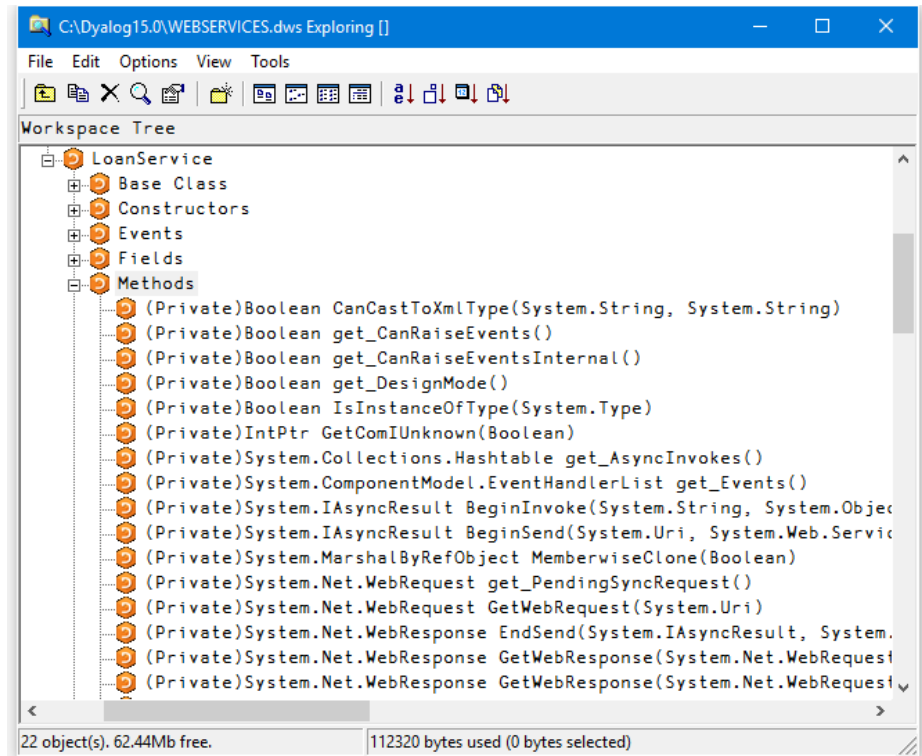 C:\Dyalog15.0\WEBSERVICES.dws Exploring []
File Edit Options View Tools
Workspace Tree
LoanService
Base Class
Constructors
Events
Fields
Methods
(Private)Boolean CanCastToXmlType(System.String, System.String)
(Private)Boolean get_CanRaiseEvents()
(Private)Boolean get_CanRaiseEventsInternal()
(Private)Boolean get_DesignMode()
(Private)Boolean IsInstanceOfType(System.Type)
(Private)IntPtr GetComIUnknown(Boolean)
(Private)System.Collections.Hashtable get_AsyncInvokes()
(Private)System.ComponentModel.EventHandlerList get_Events()
(Private)System.IAsyncResult BeginInvoke(System.String, System.Objec
(Private)System.IAsyncResult BeginSend(System.Uri, System.Web.Servic
(Private)System.MarshalByRefObject MemberwiseClone(Boolean)
(Private)System.Net.WebRequest get_PendingSyncRequest()
(Private)System.Net.WebRequest GetWebRequest(System.Uri)
(Private)System.Net.WebResponse EndSend(System.IAsyncResult, System.
(Private)System.Net.WebResponse GetWebResponse(System.Net.WebRequest
(Private)System.Net.WebResponse GetWebResponse(System.Net.WebRequest
22 object(s). 62.44Mb free. 112320 bytes used (0 bytes selected)